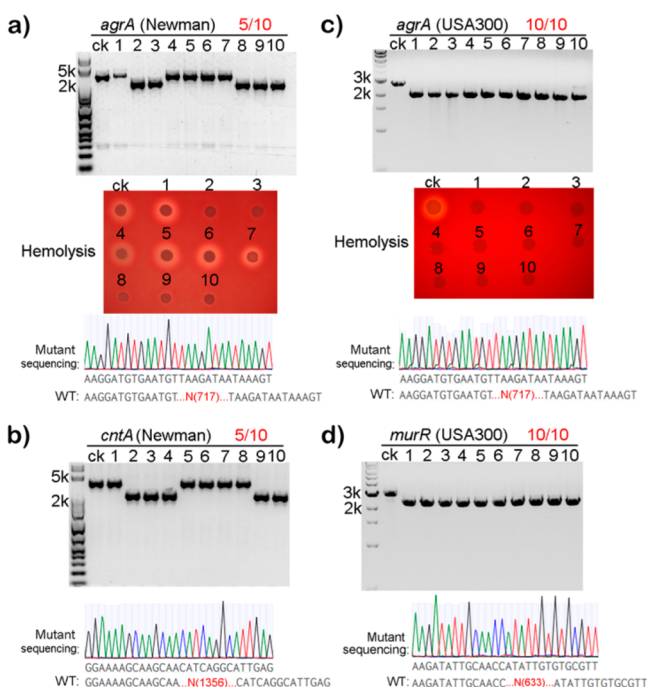 a)
agrA (Newman) 5/10
ck 1 2 3 4 5 6 7 8 9 10
5k
2k
ck 1 2 3
4 5 6 7
Hemolysis
8 9 10
Mutant
sequencing:
AAGGATGTGAATGTTAAGATAATAAAGT
WT: AAGGATGTGAATGT...N(717)...TAAGATAATAAAGT
b)
cntA (Newman) 5/10
ck 1 2 3 4 5 6 7 8 9 10
5k
2k
Mutant
sequencing:
GGAAAAGCAAGCAACATCAGGCATTGAG
WT: GGAAAAGCAAGCAA...N(1356)...CATCAGGCATTGAG
c)
agrA (USA300) 10/10
ck 1 2 3 4 5 6 7 8 9 10
3k
2k
ck 1 2 3
4 5 6 7
Hemolysis
8 9 10
Mutant
sequencing:
AAGGATGTGAATGTTAAGATAATAAAGT
WT: AAGGATGTGAATGT...N(717)...TAAGATAATAAAGT
d)
murR (USA300) 10/10
ck 1 2 3 4 5 6 7 8 9 10
3k
2k
Mutant
sequencing:
AAGATATTGCAACCATATTGTGTGCGTT
WT: AAGATATTGCAACC...N(633)...ATATTGTGTGCGTT